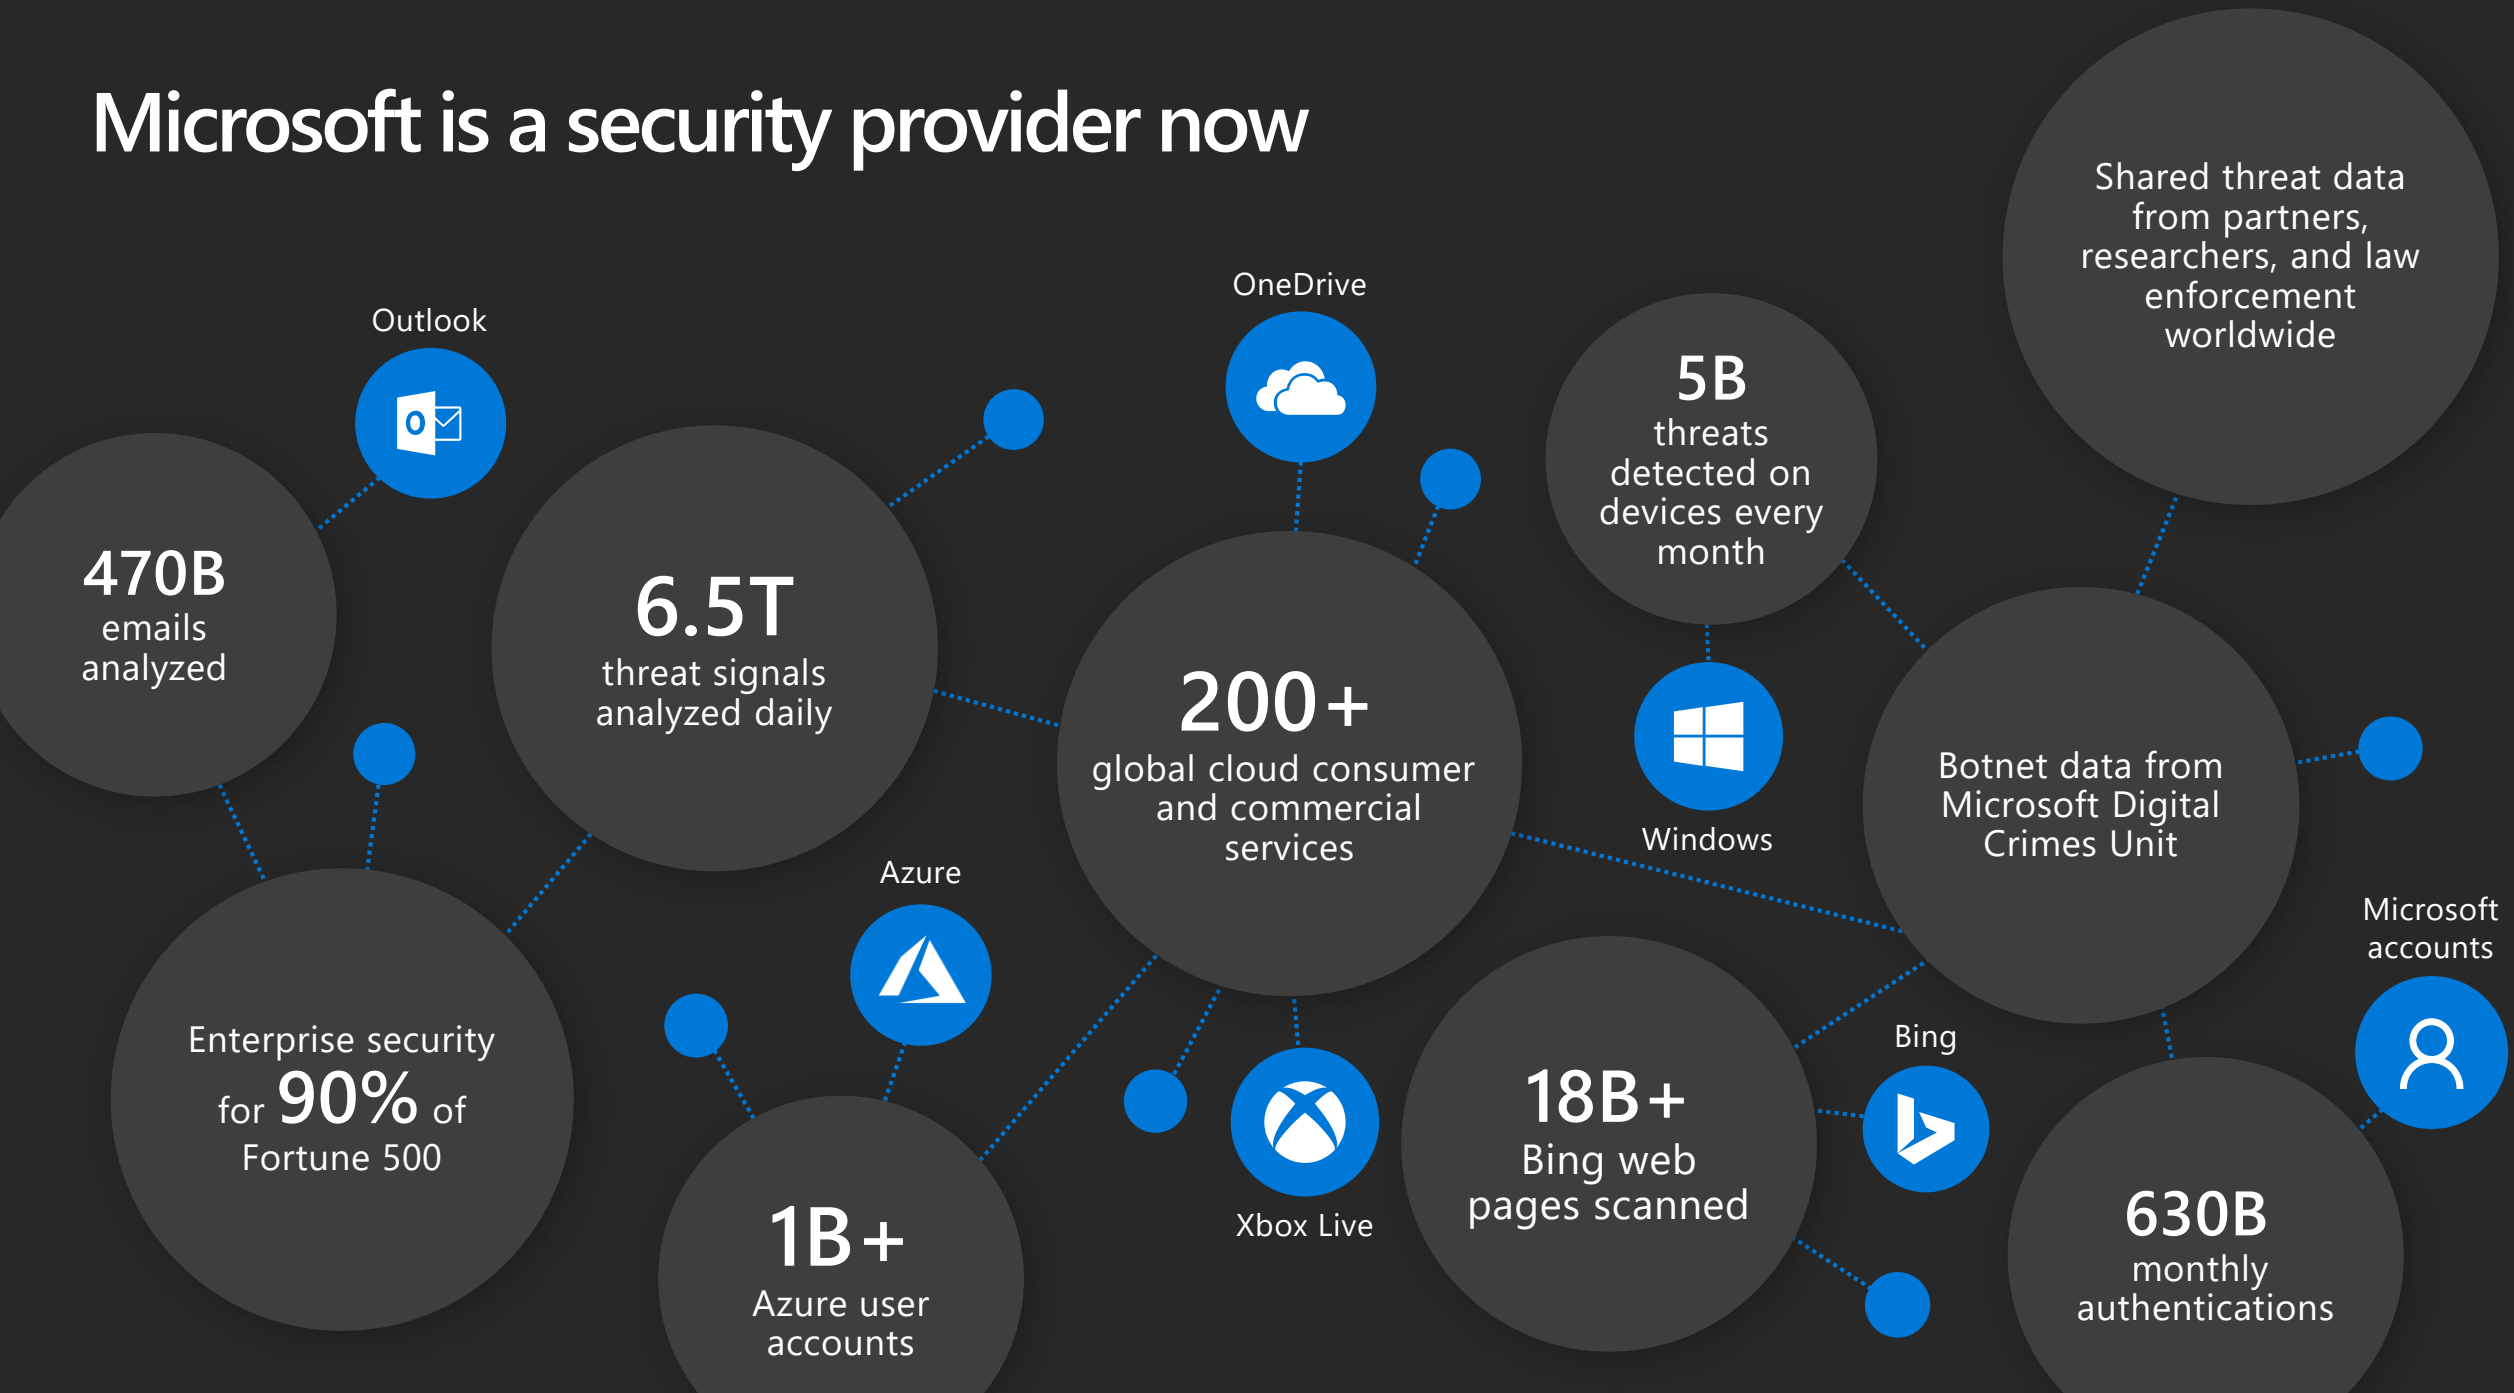 Microsoft is a security provider now
Shared threat data
from partners,
researchers, and law
enforcement
worldwide
OneDrive
Outlook
5B
threats
detected on
devices every
month
470B
emails
analyzed
6.5T
threat signals
analyzed daily
200+
global cloud consumer
and commercial
services
Windows
Botnet data from
Microsoft Digital
Crimes Unit
Azure
Microsoft
accounts
Enterprise security
for 90% of
Fortune 500
Bing
18B+
Bing web
pages scanned
Xbox Live
1B+
Azure user
accounts
630B
monthly
authentications